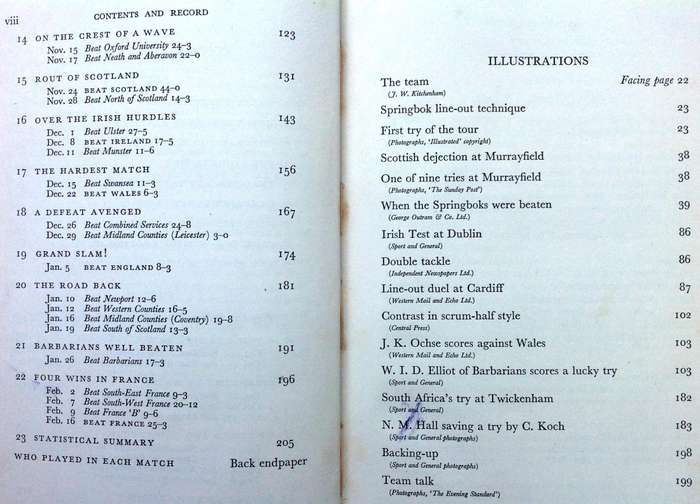 viii CONTENTS AND RECORD
14 ON THE CREST OF A WAVE 123
Nov. 15 Beat Oxford University 24-3
Nov. 17 Beat Neath and Aberavon 22-0
15 ROUT OF SCOTLAND 131
Nov. 24 BEAT SCOTLAND 44-0
Nov. 28 Beat North of Scotland 14-3
16 OVER THE IRISH HURDLES 143
Dec. 1 Beat Ulster 27-5
Dec. 8 BEAT IRELAND 17-5
Dec. 11 Beat Munster 11-6
17 THE HARDEST MATCH 156
Dec. 15 Beat Swansea 11-3
Dec. 22 BEAT WALES 6-3
18 A DEFEAT AVENGED 167
Dec. 26 Beat Combined Services 24-8
Dec. 29 Beat Midland Counties (Leicester) 3-0
19 GRAND SLAM! 174
Jan. 5 BEAT ENGLAND 8-3
20 THE ROAD BACK 181
Jan. 10 Beat Newport 12-6
Jan. 12 Beat Western Counties 16-5
Jan. 16 Beat Midland Counties (Coventry) 19-8
Jan. 19 Beat South of Scotland 13-3
21 BARBARIANS WELL BEATEN 191
Jan. 26 Beat Barbarians 17-3
22 FOUR WINS IN FRANCE 196
Feb. 2 Beat South-East France 9-3
Feb. 7 Beat South-West France 20-12
Feb. 9 Beat France 'B' 9-6
Feb. 16 BEAT FRANCE 25-3
23 STATISTICAL SUMMARY 205
WHO PLAYED IN EACH MATCH Back endpaper
ILLUSTRATIONS
The team Facing page 22
(J. W. Kitchenham)
Springbok line-out technique 23
First try of the tour 23
(Photographs, 'Illustrated' copyright)
Scottish dejection at Murrayfield 38
One of nine tries at Murrayfield 38
(Photographs, 'The Sunday Post')
When the Springboks were beaten 39
(George Outram & Co. Ltd.)
Irish Test at Dublin 86
(Sport and General)
Double tackle 86
(Independent Newspapers Ltd.)
Line-out duel at Cardiff 87
(Western Mail and Echo Ltd.)
Contrast in scrum-half style 102
(Central Press)
J. K. Ochse scores against Wales 103
(Western Mail and Echo Ltd.)
W. I. D. Elliot of Barbarians scores a lucky try 103
(Sport and General)
South Africa's try at Twickenham 182
(Sport and General)
N. M. Hall saving a try by C. Koch 183
(Sport and General photographs)
Backing-up 198
(Sport and General photographs)
Team talk 199
(Photographs, 'The Evening Standard')